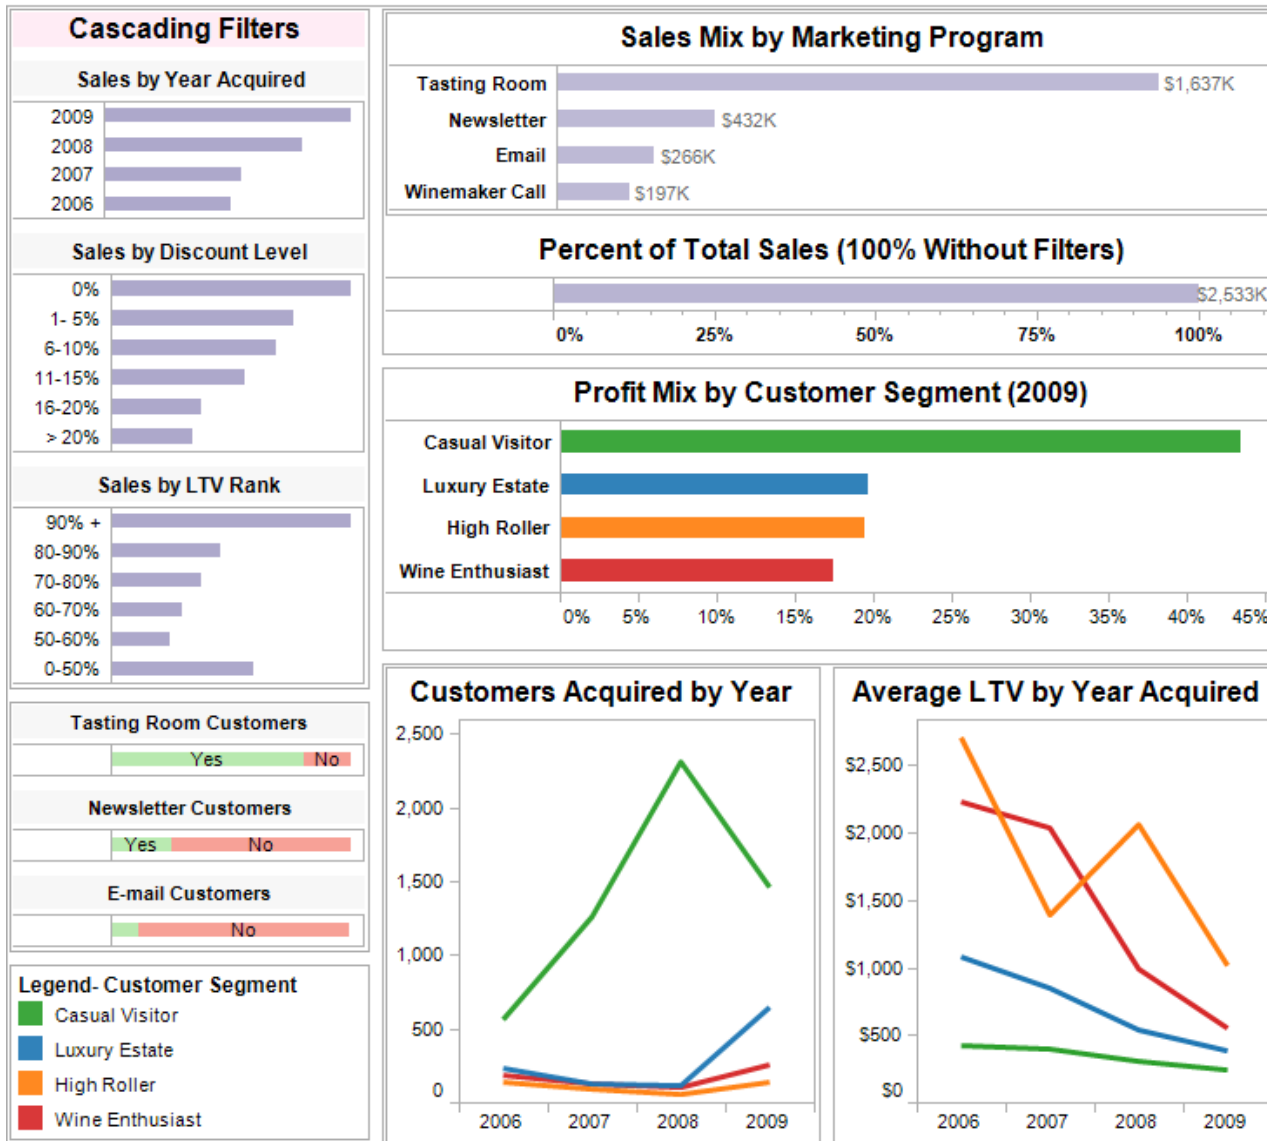 Cascading Filters
Sales by Year Acquired
2009
2008
2007
2006
Sales by Discount Level
0%
1- 5%
6-10%
11-15%
16-20%
> 20%
Sales by LTV Rank
90% +
80-90%
70-80%
60-70%
50-60%
0-50%
Tasting Room Customers
Yes No
Newsletter Customers
Yes No
E-mail Customers
No
Legend- Customer Segment
Casual Visitor
Luxury Estate
High Roller
Wine Enthusiast
Sales Mix by Marketing Program
Tasting Room $1,637K
Newsletter $432K
Email $266K
Winemaker Call $197K
Percent of Total Sales (100% Without Filters)
$2,533K
0% 25% 50% 75% 100%
Profit Mix by Customer Segment (2009)
Casual Visitor
Luxury Estate
High Roller
Wine Enthusiast
0% 5% 10% 15% 20% 25% 30% 35% 40% 45%
Customers Acquired by Year
2,500
2,000
1,500
1,000
500
0
2006 2007 2008 2009
Average LTV by Year Acquired
$2,500
$2,000
$1,500
$1,000
$500
$0
2006 2007 2008 2009